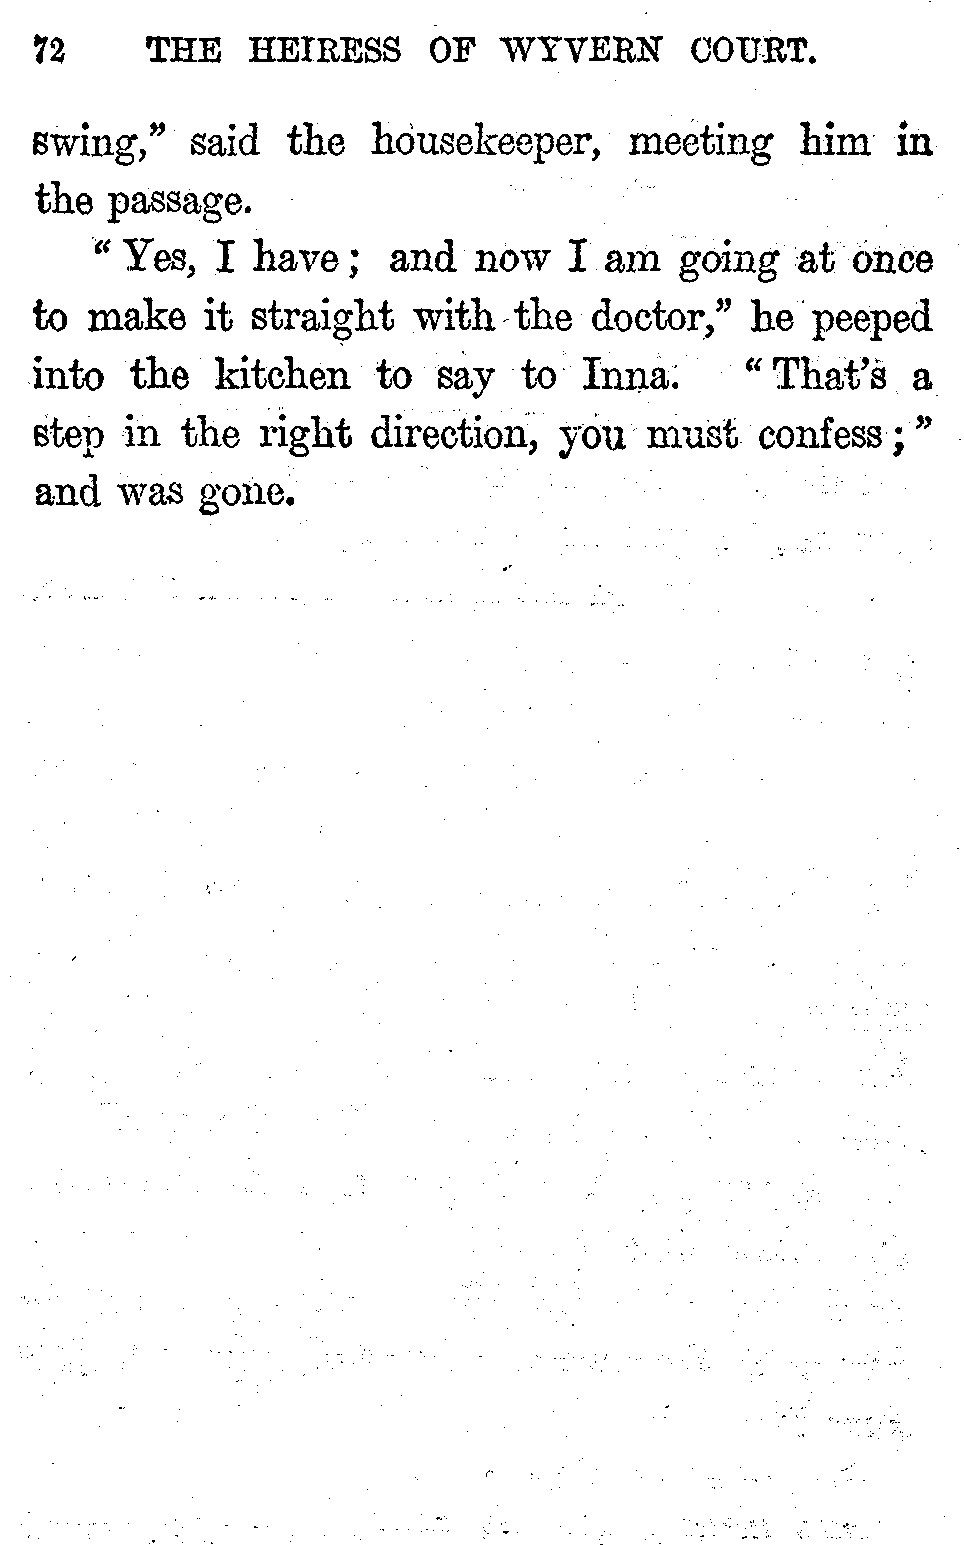 72 THE HEIRESS OF WYVERN COURT.
swing,” said the housekeeper, meeting him in
the passage.
“Yes, I have; and now I am going at once
to make it straight with the doctor,” he peeped
into the kitchen to say to Inna. “That’s a
step in the right direction, you must confess;”
and was gone.